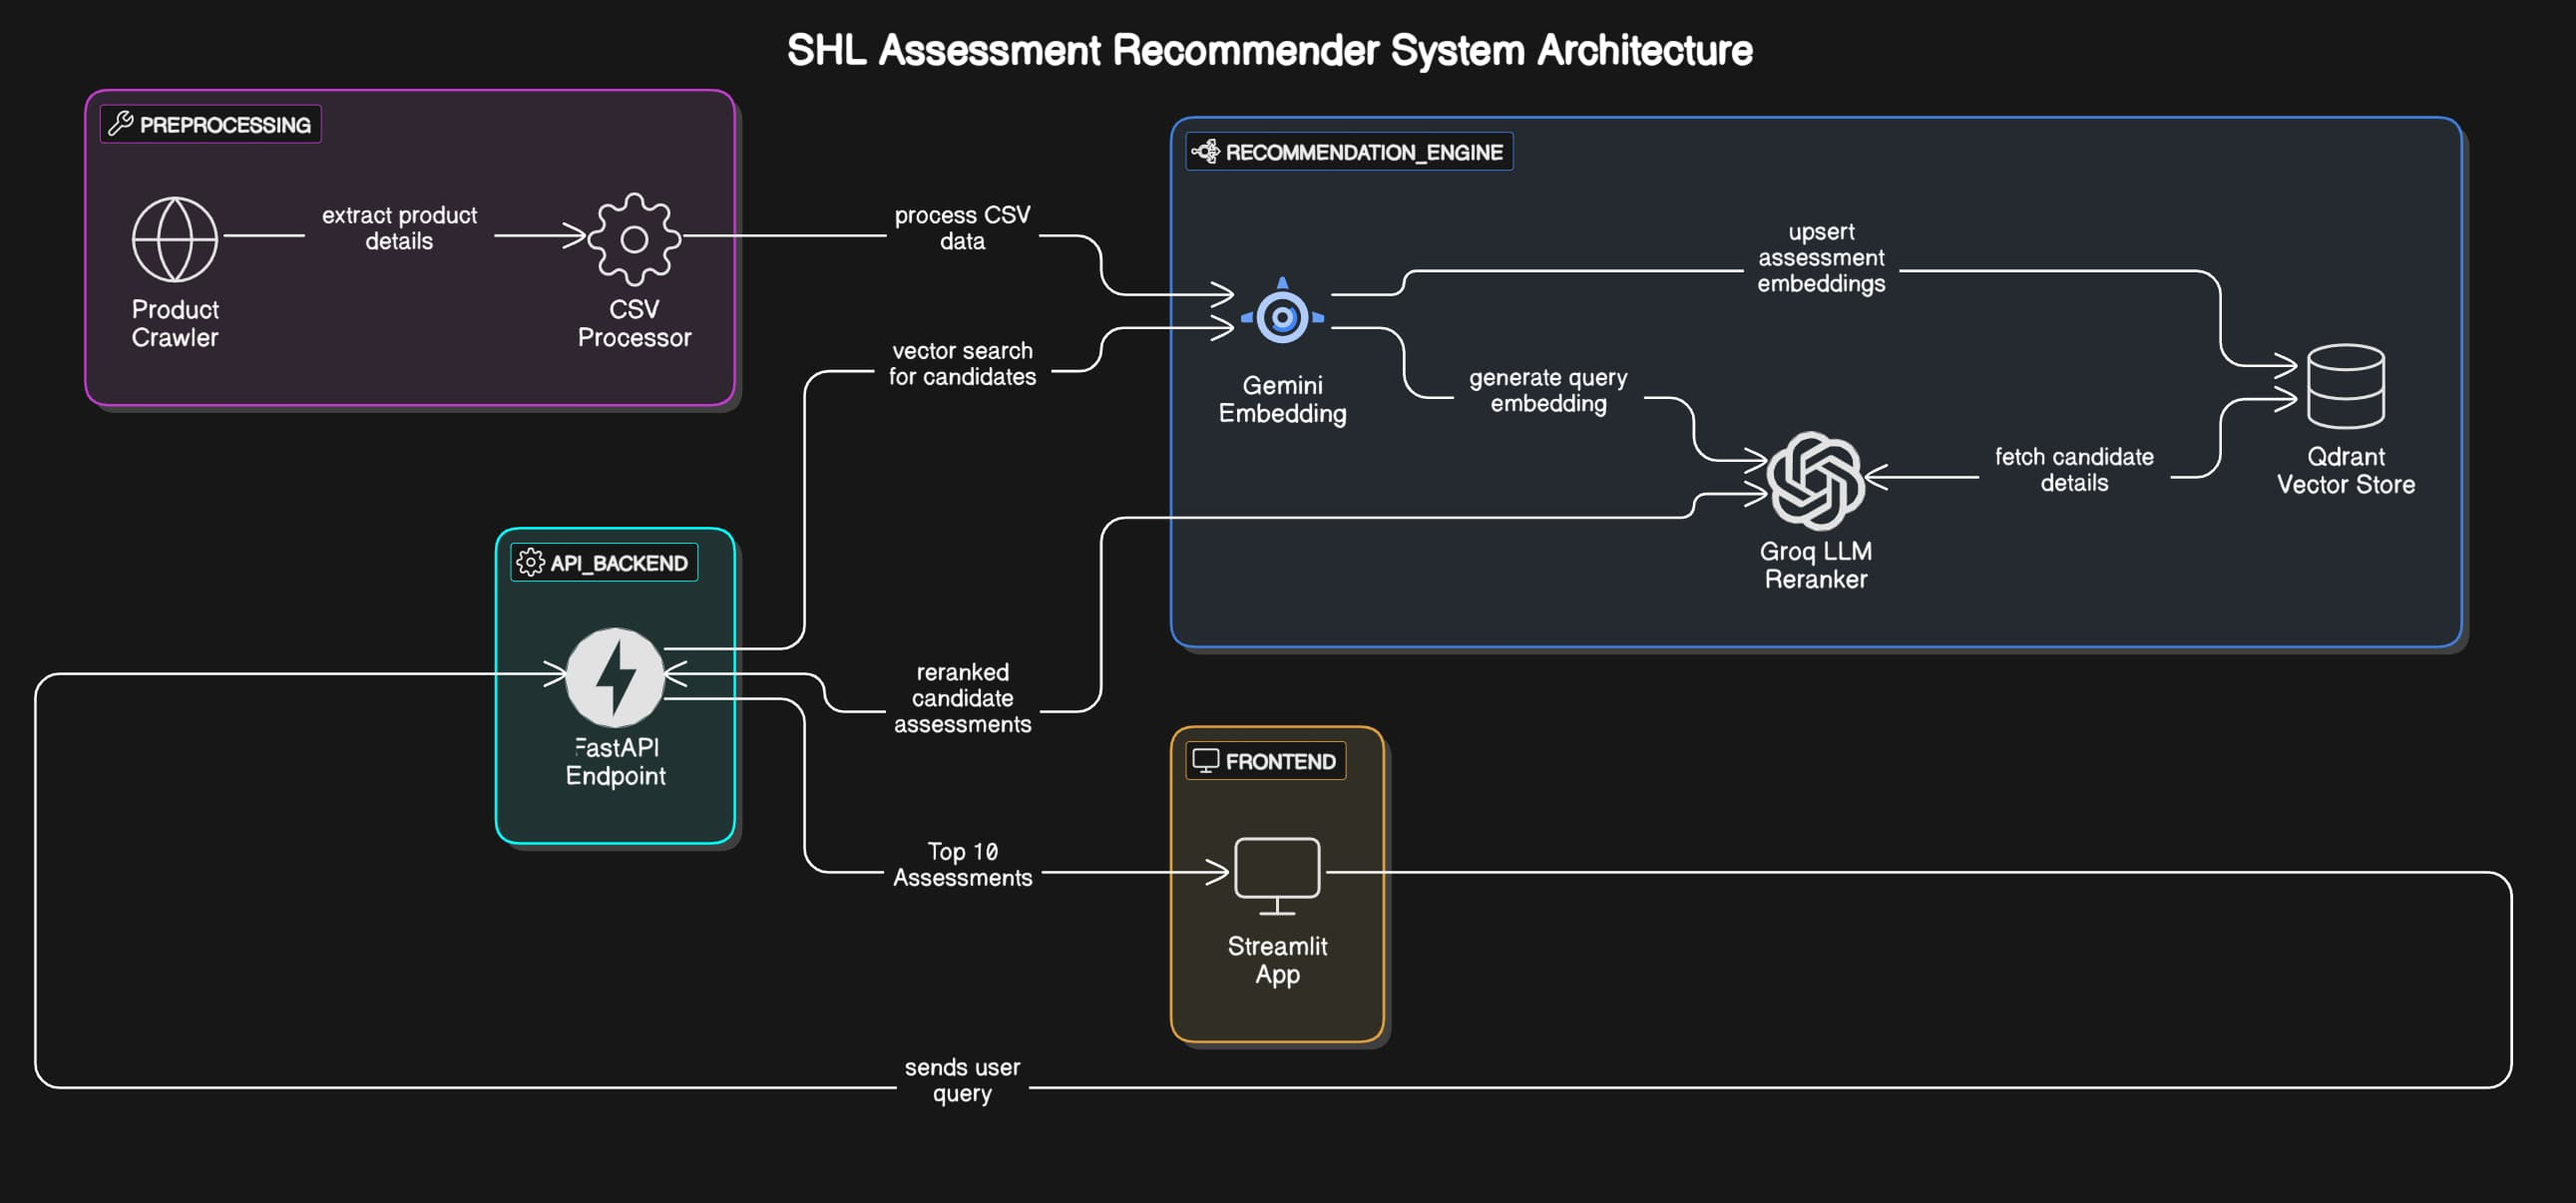 SHL Assessment Recommender System Architecture
PREPROCESSING
extract product
details
Product
Crawler
CSV
Processor
process CSV
data
vector search
for candidates
RECOMMENDATION_ENGINE
Gemini
Embedding
upsert
assessment
embeddings
generate query
embedding
Groq LLM
Reranker
fetch candidate
details
Qdrant
Vector Store
API_BACKEND
FastAPI
Endpoint
reranked
candidate
assessments
Top 10
Assessments
FRONTEND
Streamlit
App
sends user
query